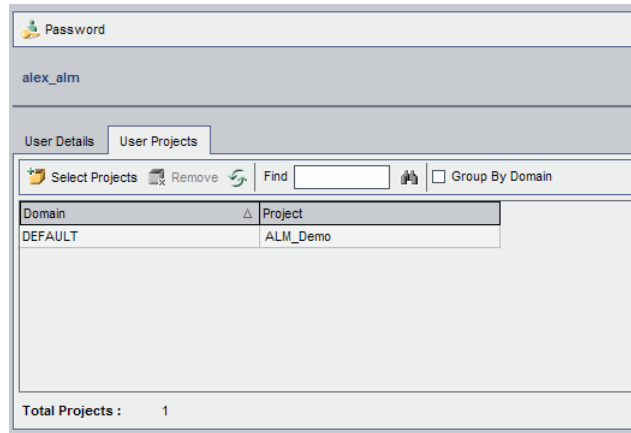 Password
alex_alm
User Details User Projects
Select Projects Remove Find Group By Domain
Domain Project
DEFAULT ALM_Demo
Total Projects : 1